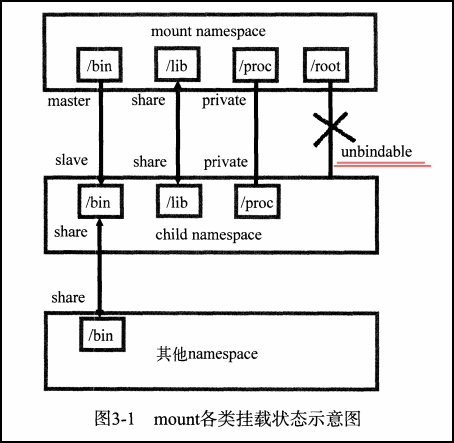 mount namespace
/bin /lib /proc /root
master share private
unbindable
slave share private
/bin /lib /proc
share child namespace
share
/bin
其他namespace
图3-1 mount各类挂载状态示意图